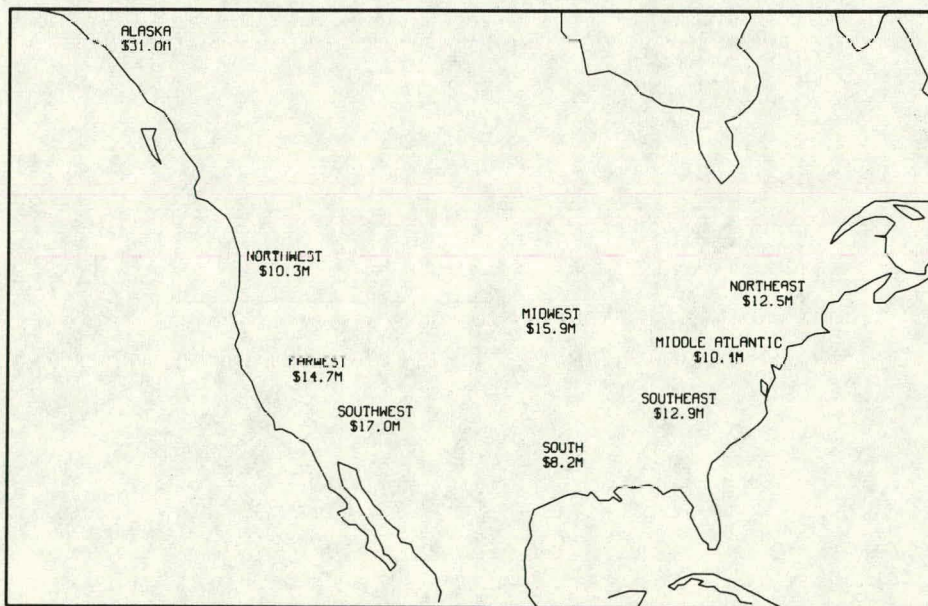 ALASKA
$31.0M
NORTHWEST
$10.3M
NORTHEAST
$12.5M
MIDWEST
$15.9M
MIDDLE ATLANTIC
$10.4M
FARWEST
$14.7M
SOUTHEAST
$12.9M
SOUTHWEST
$17.0M
SOUTH
$8.2M